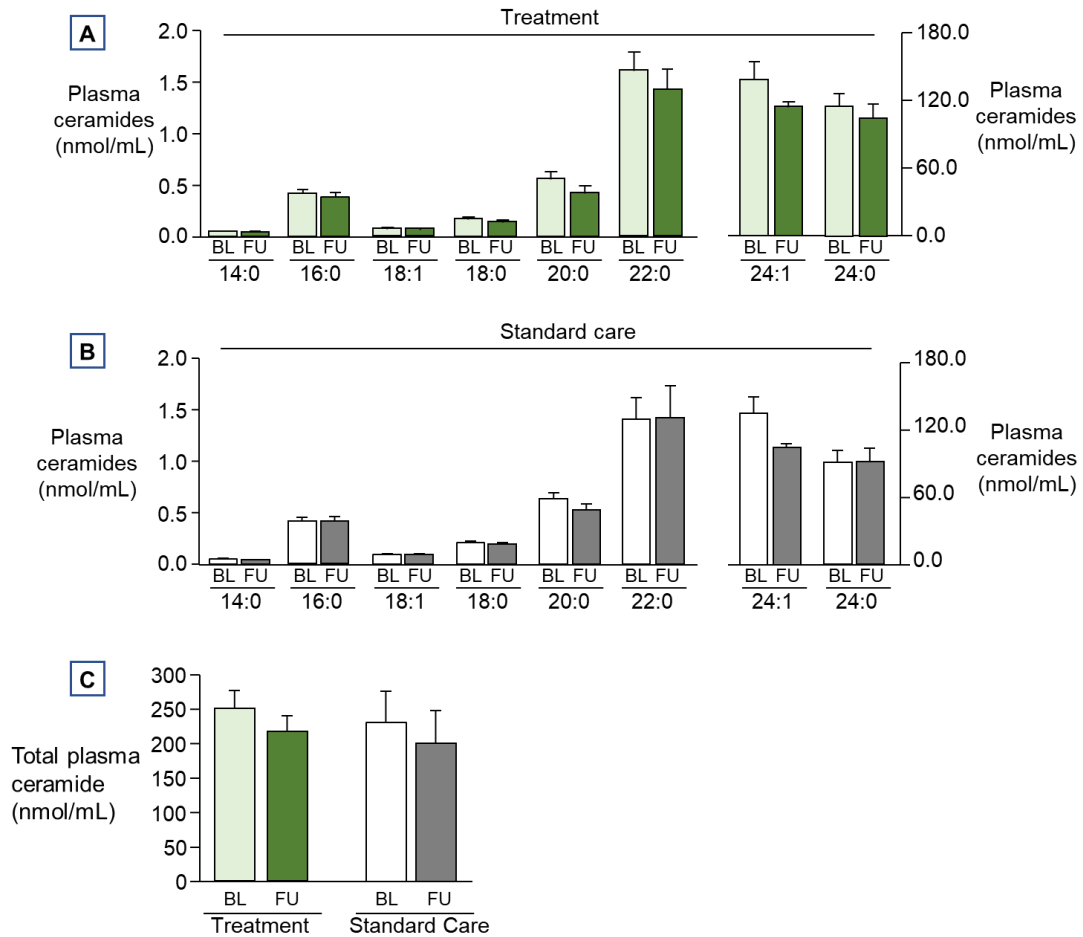 A
Treatment
Plasma
ceramides
(nmol/mL)
2.0
1.5
1.0
0.5
0.0
180.0
120.0
60.0
0.0
Plasma
ceramides
(nmol/mL)
BL FU BL FU BL FU BL FU BL FU BL FU BL FU BL FU
14:0 16:0 18:1 18:0 20:0 22:0 24:1 24:0
B
Standard care
Plasma
ceramides
(nmol/mL)
2.0
1.5
1.0
0.5
0.0
180.0
120.0
60.0
0.0
Plasma
ceramides
(nmol/mL)
BL FU BL FU BL FU BL FU BL FU BL FU BL FU BL FU
14:0 16:0 18:1 18:0 20:0 22:0 24:1 24:0
C
Total plasma
ceramide
(nmol/mL)
300
250
200
150
100
50
0
BL FU BL FU
Treatment Standard Care